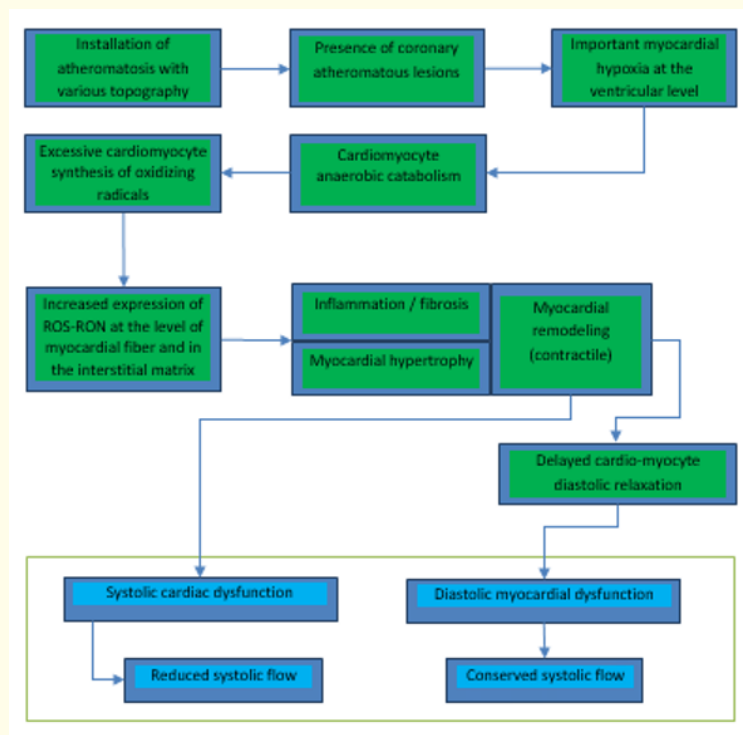 Installation of
atheromatosis with
various topography
Presence of coronary
atheromatous lesions
Important myocardial
hypoxia at the
ventricular level
Excessive cardiomyocyte
synthesis of oxidizing
radicals
Cardiomyocyte
anaerobic catabolism
Increased expression of
ROS-RON at the level of
myocardial fiber and in
the interstitial matrix
Inflammation / fibrosis
Myocardial hypertrophy
Myocardial
remodeling
(contractile)
Delayed cardio-myocyte
diastolic relaxation
Systolic cardiac dysfunction
Diastolic myocardial dysfunction
Reduced systolic flow
Conserved systolic flow